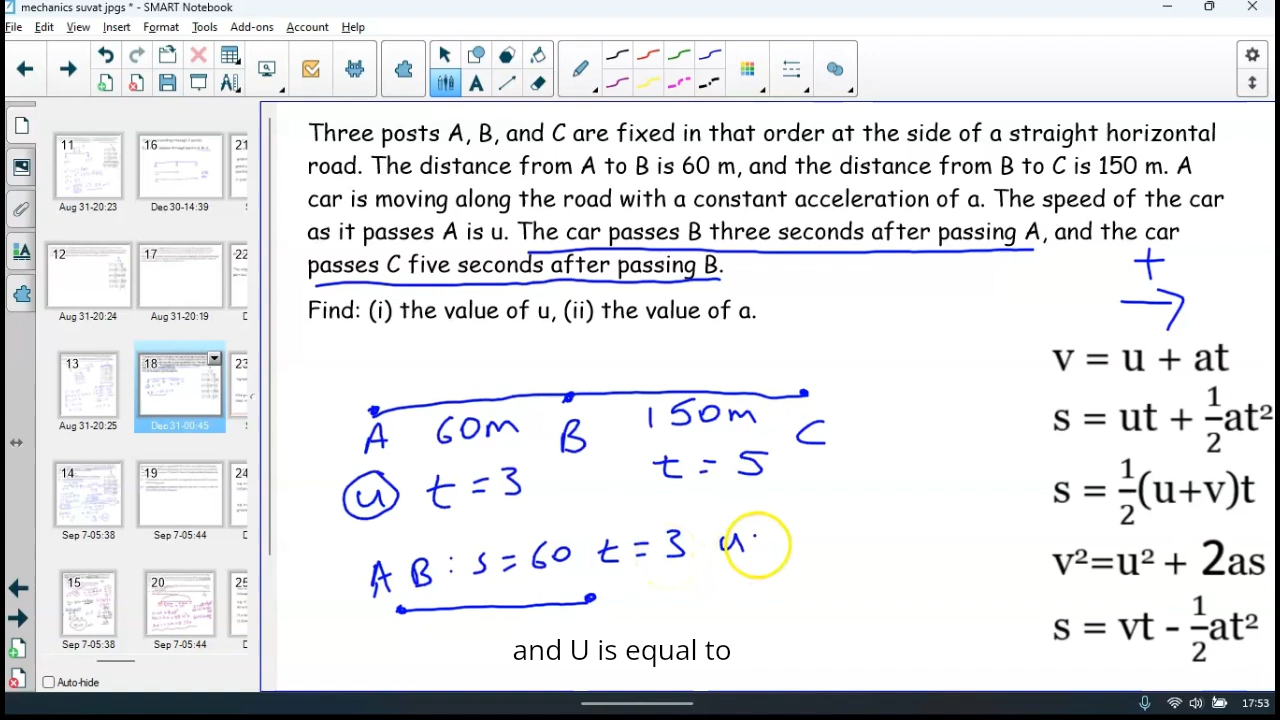 mechanics suvat jpgs * - SMART Notebook
File Edit View Insert Format Tools Add-ons Account Help
11
Aug 31-20:23
16
Dec 30-14:39
21
12
Aug 31-20:24
17
Aug 31-20:19
22
13
Aug 31-20:25
18
Dec 31-00:45
23
14
Sep 7-05:38
19
Sep 7-05:44
24
15
Sep 7-05:38
20
Sep 7-05:44
25
Auto-hide
Three posts A, B, and C are fixed in that order at the side of a straight horizontal
road. The distance from A to B is 60 m, and the distance from B to C is 150 m. A
car is moving along the road with a constant acceleration of a. The speed of the car
as it passes A is u. The car passes B three seconds after passing A, and the car
passes C five seconds after passing B.
Find: (i) the value of u, (ii) the value of a.
+
→
A 60m B 150m C
u t = 3 t = 5
AB : s = 60 t = 3 u
v = u + at
s = ut + 1/2at²
s = 1/2(u+v)t
v²=u² + 2as
s = vt - 1/2at²
and U is equal to
17:53